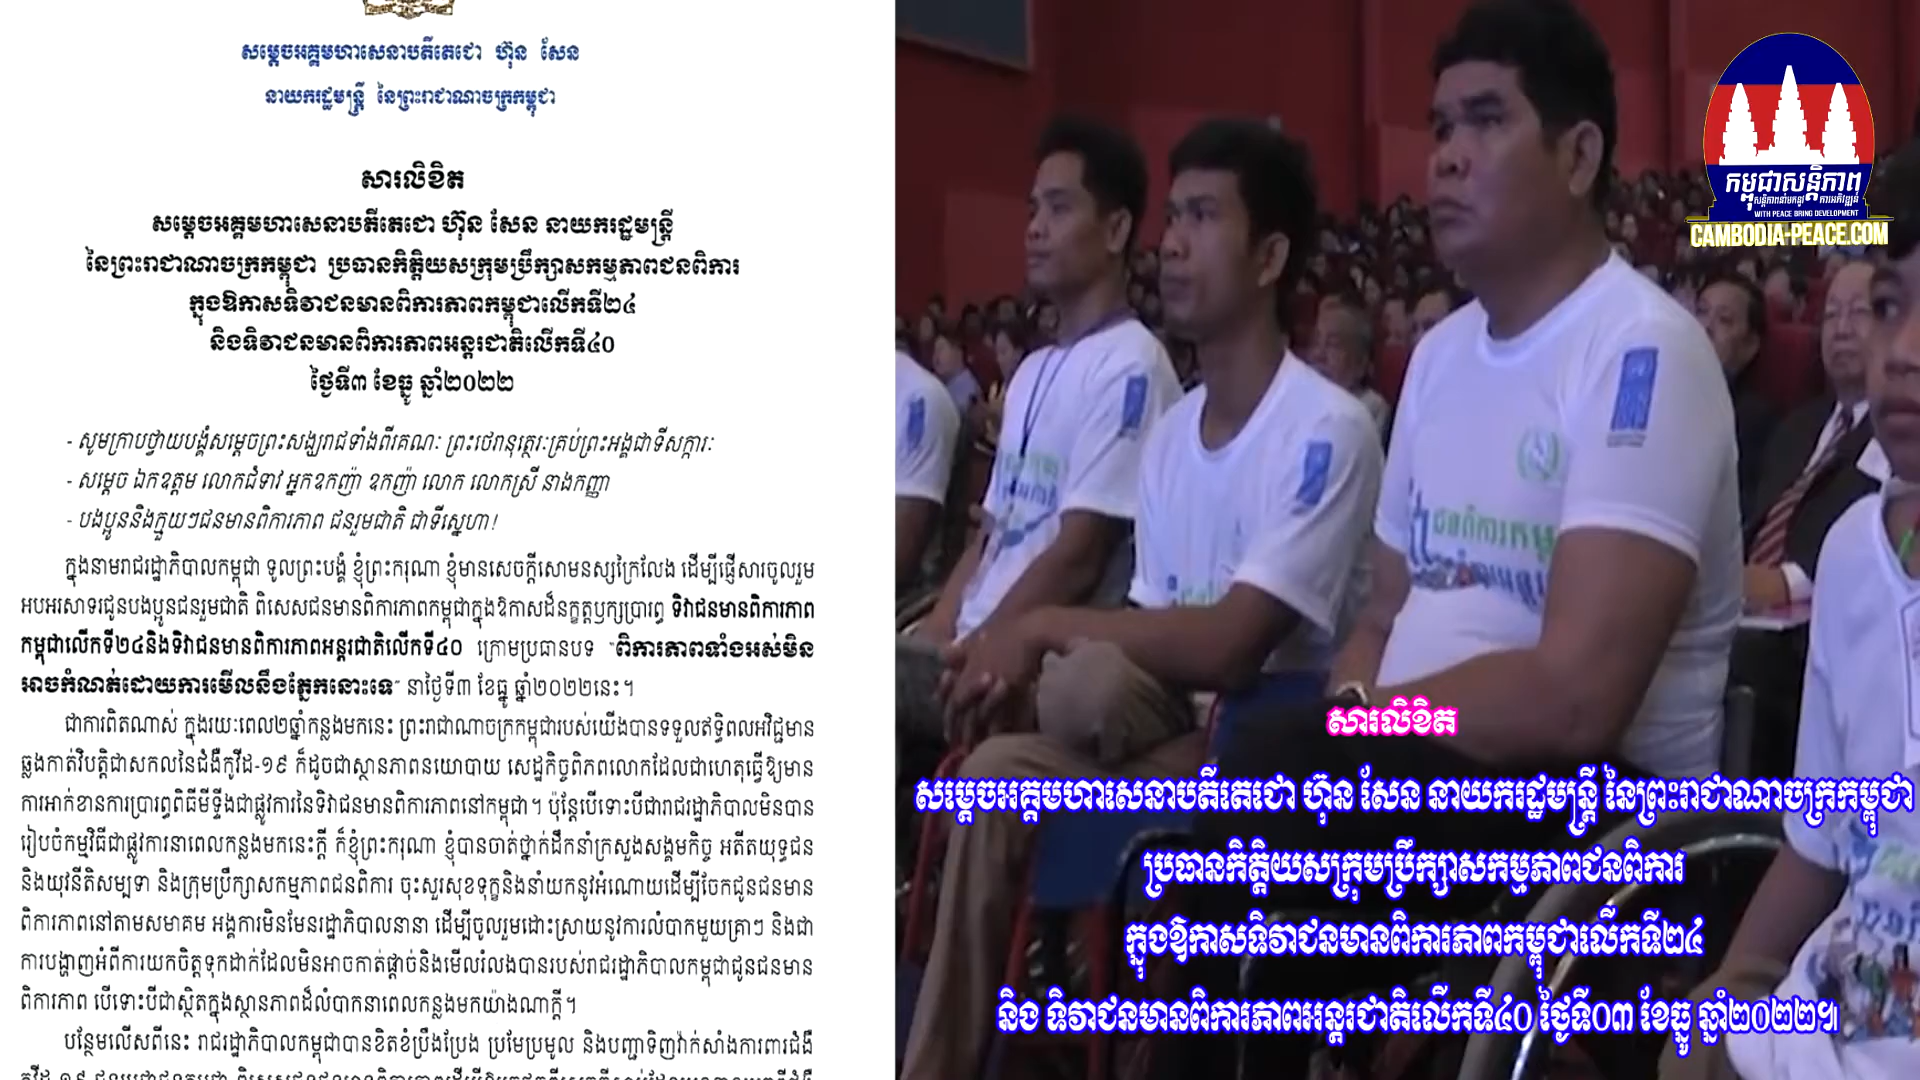 សម្តេចអគ្គមហាសេនាបតីតេជោ ហ៊ុន សែន
នាយករដ្ឋមន្ត្រី នៃព្រះរាជាណាចក្រកម្ពុជា
សារលិខិត
សម្តេចអគ្គមហាសេនាបតីតេជោ ហ៊ុន សែន នាយករដ្ឋមន្ត្រី
នៃព្រះរាជាណាចក្រកម្ពុជា ប្រធានកិត្តិយសក្រុមប្រឹក្សាសកម្មភាពជនពិការ
ក្នុងឱកាសទិវាជនមានពិការភាពកម្ពុជាលើកទី២៤
និងទិវាជនមានពិការភាពអន្តរជាតិលើកទី៤០
ថ្ងៃទី៣ ខែធ្នូ ឆ្នាំ២០២២
- សូមក្រាបថ្វាយបង្គំសម្តេចព្រះសង្ឃរាជទាំងពីរគណៈ ព្រះថេរានុត្ថេរៈគ្រប់ព្រះអង្គជាទីសក្ការៈ
- សម្តេច ឯកឧត្តម លោកជំទាវ អ្នកឧកញ៉ា ឧកញ៉ា លោក លោកស្រី នាងកញ្ញា
- បងប្អូននិងក្មួយៗជនមានពិការភាព ជនរួមជាតិ ជាទីស្នេហា!
ក្នុងនាមរាជរដ្ឋាភិបាលកម្ពុជា ទូលព្រះបង្គំ ខ្ញុំព្រះករុណា ខ្ញុំមានសេចក្តីសោមនស្សក្រៃលែង ដើម្បីផ្ញើសារចូលរួម
អបអរសាទរជូនបងប្អូនជនរួមជាតិ ពិសេសជនមានពិការភាពកម្ពុជាក្នុងឱកាសដ៏នក្ខត្តឫក្សប្រារព្ធ ទិវាជនមានពិការភាព
កម្ពុជាលើកទី២៤និងទិវាជនមានពិការភាពអន្តរជាតិលើកទី៤០ ក្រោមប្រធានបទ "ពិការភាពទាំងអស់មិន
អាចកំណត់ដោយការមើលនឹងភ្នែកនោះទេ" នាថ្ងៃទី៣ ខែធ្នូ ឆ្នាំ២០២២នេះ។
ជាការពិតណាស់ ក្នុងរយៈពេល២ឆ្នាំកន្លងមកនេះ ព្រះរាជាណាចក្រកម្ពុជារបស់យើងបានទទួលឥទ្ធិពលអវិជ្ជមាន
ឆ្លងកាត់វិបត្តិជាសកលនៃជំងឺកូវីដ-១៩ ក៏ដូចជាស្ថានភាពនយោបាយ សេដ្ឋកិច្ចពិភពលោកដែលជាហេតុធ្វើឱ្យមាន
ការអាក់ខានការប្រារព្ធពិធីមីទ្ទីងជាផ្លូវការនៃទិវាជនមានពិការភាពនៅកម្ពុជា។ ប៉ុន្តែបើទោះបីជារាជរដ្ឋាភិបាលមិនបាន
រៀបចំកម្មវិធីជាផ្លូវការនាពេលកន្លងមកនេះក្តី ក៏ខ្ញុំព្រះករុណា ខ្ញុំបានចាត់ថ្នាក់ដឹកនាំក្រសួងសង្គមកិច្ច អតីតយុទ្ធជន
និងយុវនីតិសម្បទា និងក្រុមប្រឹក្សាសកម្មភាពជនពិការ ចុះសួរសុខទុក្ខនិងនាំយកនូវអំណោយដើម្បីចែកជូនជនមាន
ពិការភាពនៅតាមសមាគម អង្គការមិនមែនរដ្ឋាភិបាលនានា ដើម្បីចូលរួមដោះស្រាយនូវការលំបាកមួយគ្រាៗ និងជា
ការបង្ហាញអំពីការយកចិត្តទុកដាក់ដែលមិនអាចកាត់ផ្តាច់និងមើលរំលងបានរបស់រាជរដ្ឋាភិបាលកម្ពុជាជូនជនមាន
ពិការភាព បើទោះបីជាស្ថិតក្នុងស្ថានភាពដ៏លំបាកនាពេលកន្លងមកយ៉ាងណាក្តី។
បន្ថែមលើសពីនេះ រាជរដ្ឋាភិបាលកម្ពុជាបានខិតខំប្រឹងប្រែង ប្រមែប្រមូល និងបញ្ជាទិញវ៉ាក់សាំងការពារជំងឺ
កម្ពុជាសន្តិភាព
សន្តិភាពនាំមកនូវ ការអភិវឌ្ឍន៍
WITH PEACE BRING DEVELOPMENT
CAMBODIA-PEACE.COM
សារលិខិត
សម្តេចអគ្គមហាសេនាបតីតេជោ ហ៊ុន សែន នាយករដ្ឋមន្ត្រី នៃព្រះរាជាណាចក្រកម្ពុជា
ប្រធានកិត្តិយសក្រុមប្រឹក្សាសកម្មភាពជនពិការ
ក្នុងឱកាសទិវាជនមានពិការភាពកម្ពុជាលើកទី២៤
និង ទិវាជនមានពិការភាពអន្តរជាតិលើកទី៤០ ថ្ងៃទី០៣ ខែធ្នូ ឆ្នាំ២០២២៕